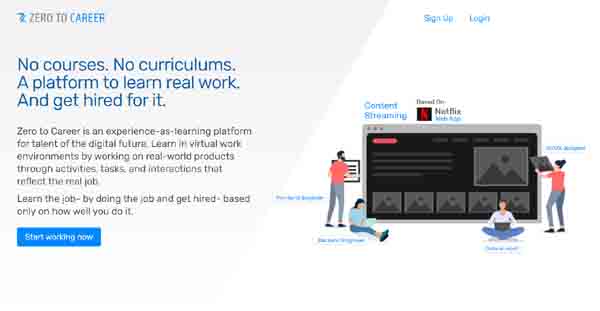 ZERO TO CAREER
Sign Up
Login
No courses. No curriculums.
A platform to learn real work.
And get hired for it.
Zero to Career is an experience-as-learning platform
for talent of the digital future. Learn in virtual work
environments by working on real-world products
through activities, tasks, and interactions that
reflect the real job.
Learn the job- by doing the job and get hired- based
only on how well you do it.
Start working now
Content
Streaming
Based On
Netflix
Web App